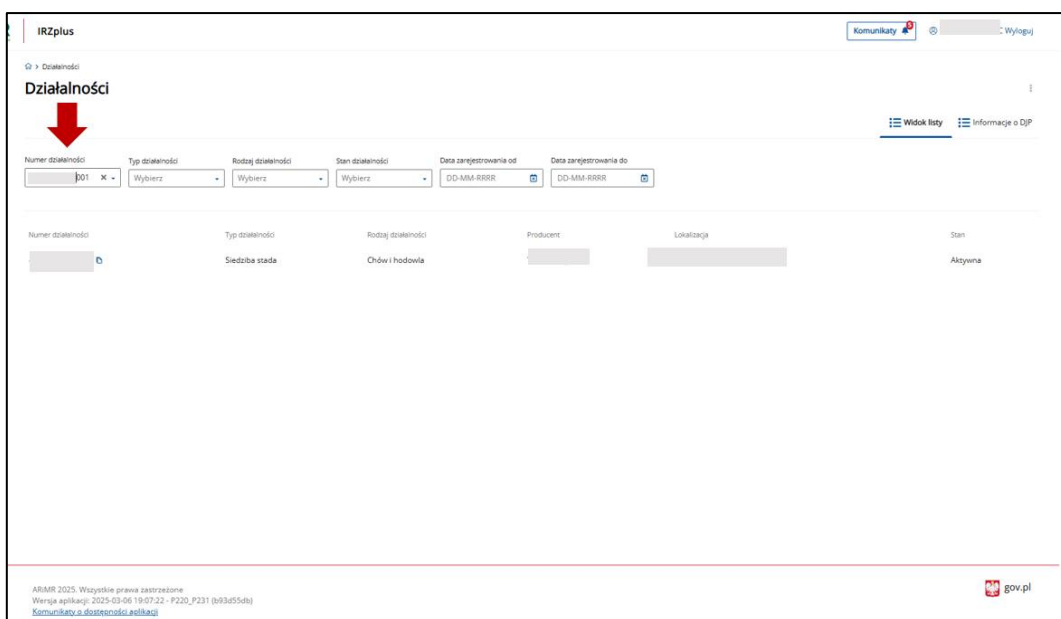 IRZplus
Komunikaty 5
Wyloguj
> Działalności
Działalności
Widok listy Informacje o DJP
Numer działalności Typ działalności Rodzaj działalności Stan działalności Data zarejestrowania od Data zarejestrowania do
001 Wybierz Wybierz Wybierz DD-MM-RRRR DD-MM-RRRR
Numer działalności Typ działalności Rodzaj działalności Producent Lokalizacja Stan
Siedziba stada Chów i hodowla Aktywna
ARiMR 2025. Wszystkie prawa zastrzeżone
Wersja aplikacji: 2025-03-06 19:07:22 - P220_P231 (b93d55db)
Komunikaty o dostępności aplikacji
gov.pl